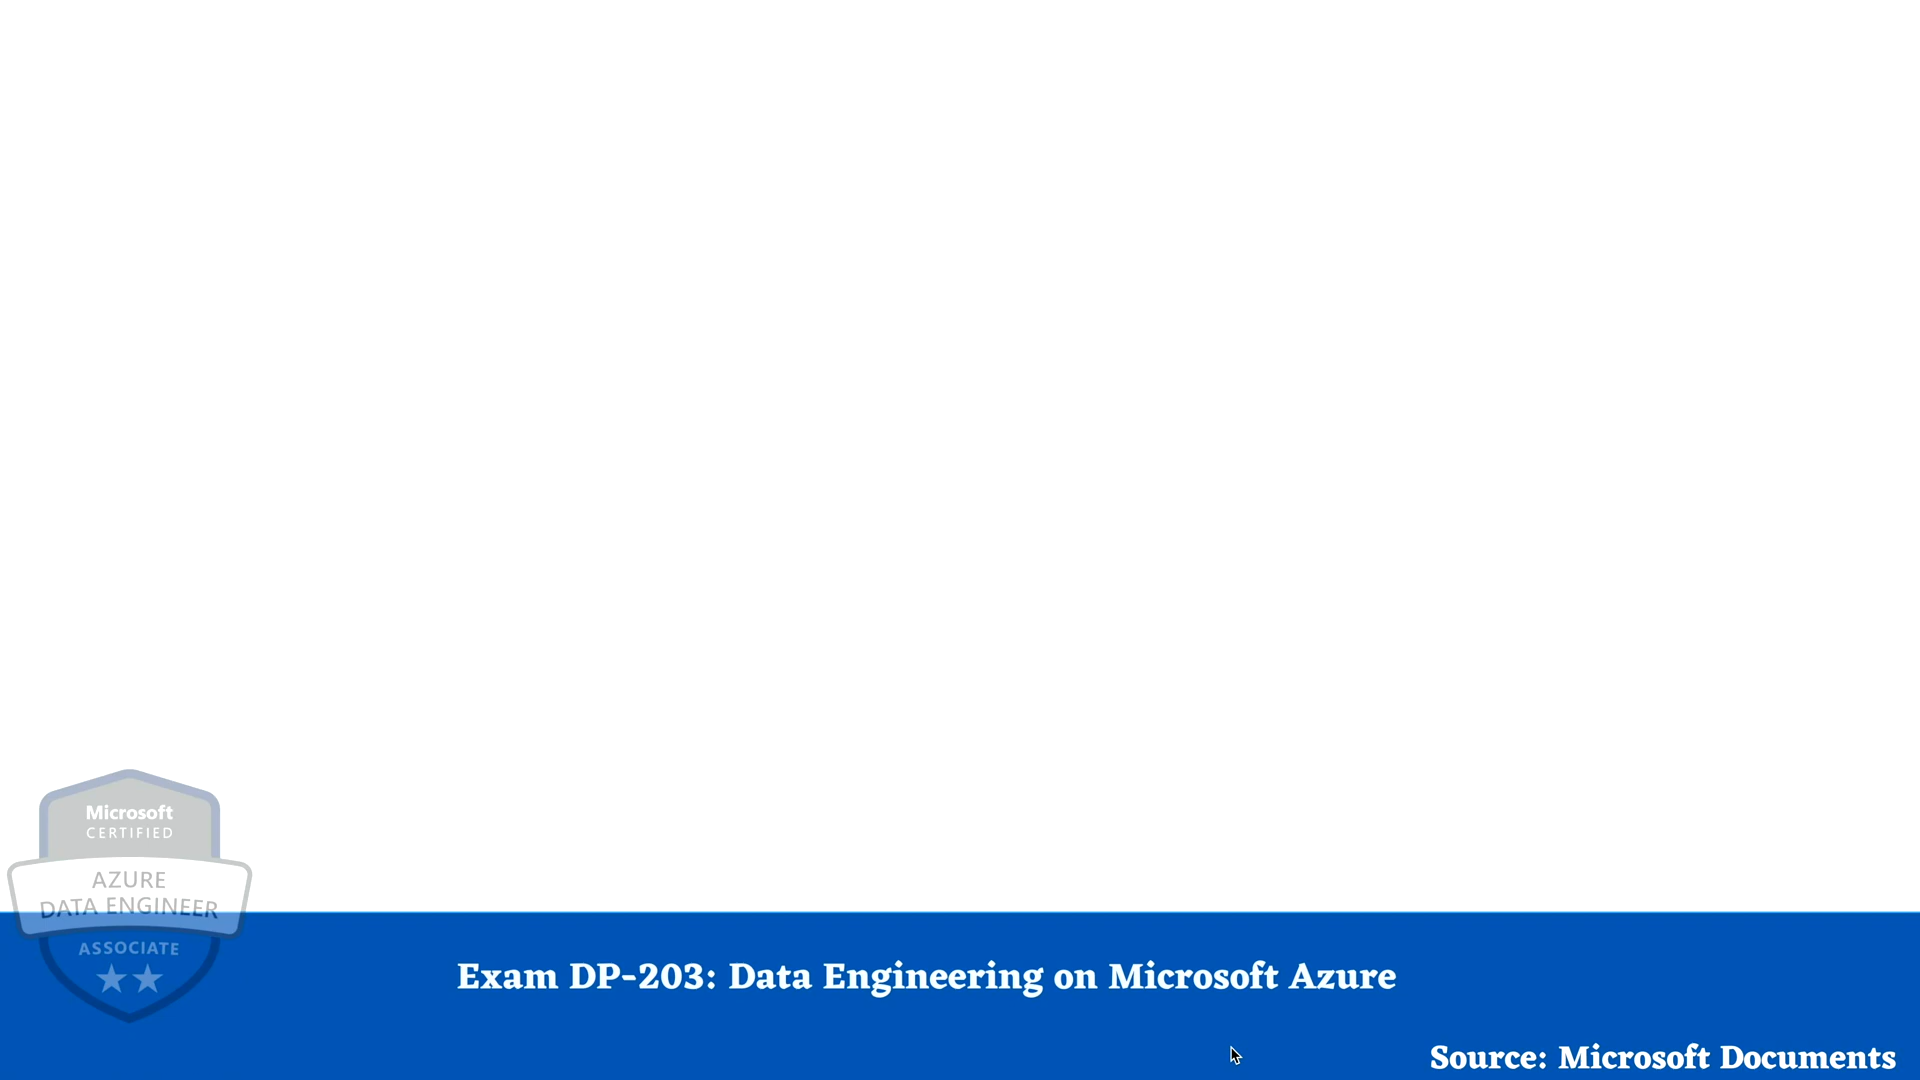 Microsoft
CERTIFIED
AZURE
DATA ENGINEER
ASSOCIATE
Exam DP-203: Data Engineering on Microsoft Azure
Source: Microsoft Documents